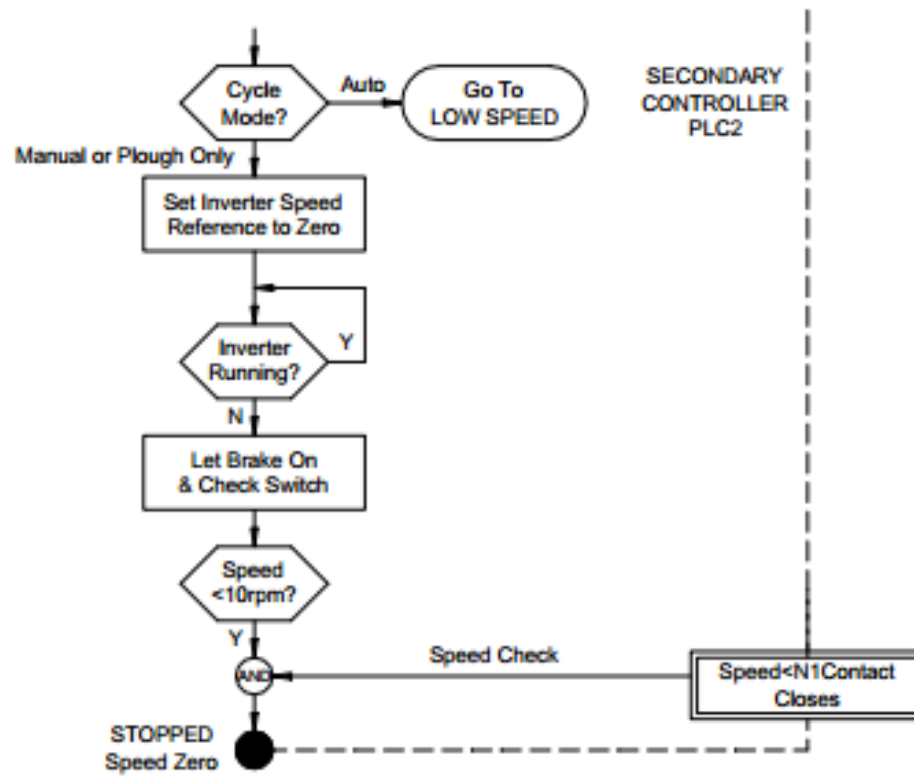 Cycle
Mode?
Auto
Go To
LOW SPEED
SECONDARY
CONTROLLER
PLC2
Manual or Plough Only
Set Inverter Speed
Reference to Zero
Inverter
Running?
Y
N
Let Brake On
& Check Switch
Speed
<10rpm?
Y
AND
Speed Check
Speed<N1Contact
Closes
STOPPED
Speed Zero